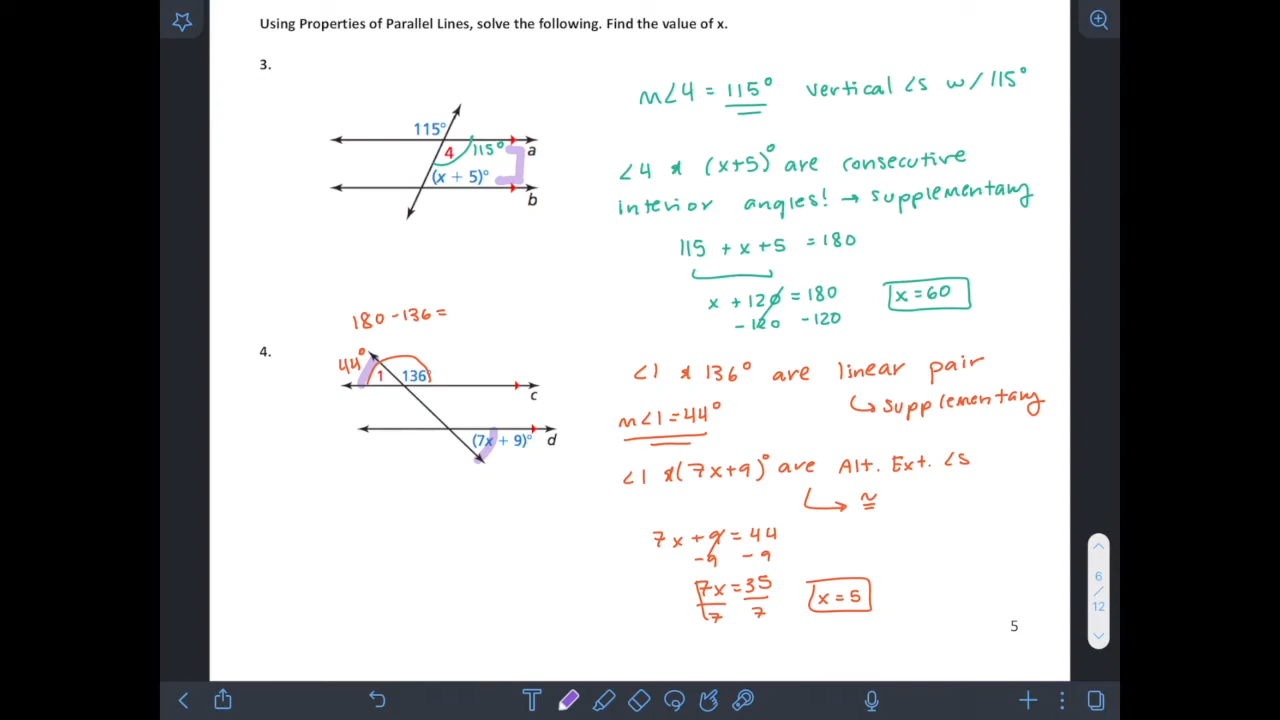 Using Properties of Parallel Lines, solve the following. Find the value of x.
3.
m∠4 = 115° vertical ∠s w/ 115°
115°
4 115° a
(x + 5)°
b
∠4 & (x+5)° are consecutive
interior angles! → supplementary
115 + x + 5 = 180
x + 120 = 180
- 120 - 120
x = 60
180 - 136 =
4.
44°
1 136°
c
(7x + 9)° d
∠1 & 136° are linear pair
↳ supplementary
m∠1 = 44°
∠1 & (7x+9)° are Alt. Ext. ∠s
↳ ≅
7x + 9 = 44
-9 -9
7x = 35
7 7
x = 5
5
6
/
12
T